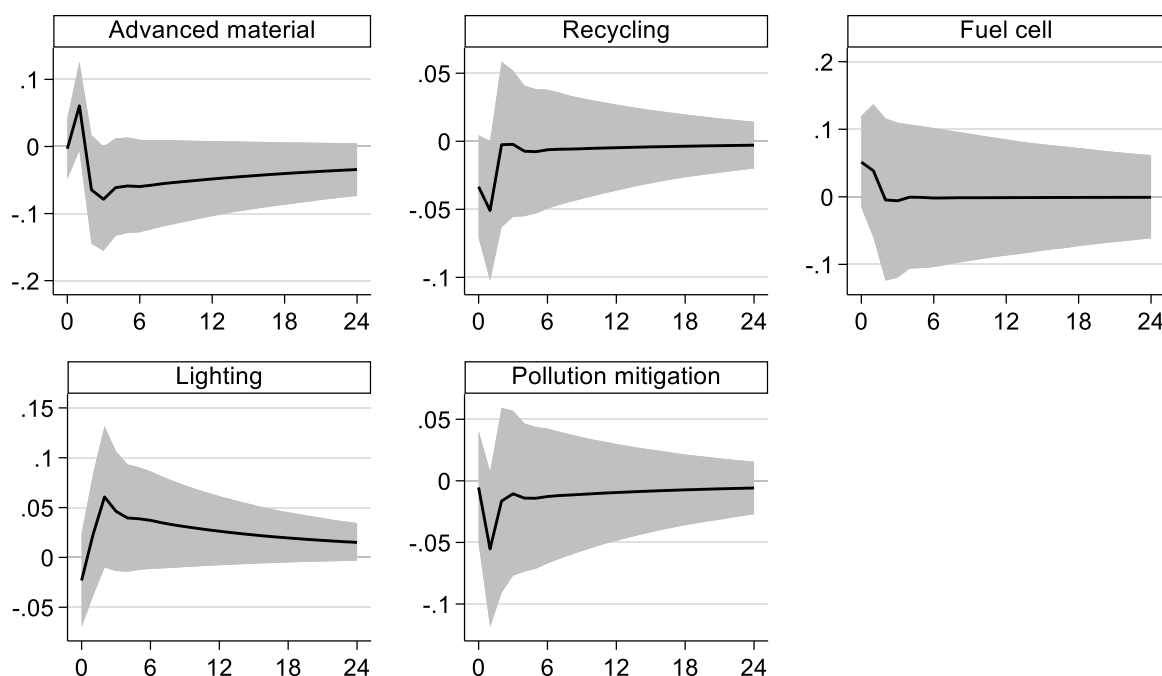 Advanced material
.1
0
-.1
-.2
0 6 12 18 24
Recycling
.05
0
-.05
-.1
0 6 12 18 24
Fuel cell
.2
.1
0
-.1
0 6 12 18 24
Lighting
.15
.1
.05
0
-.05
0 6 12 18 24
Pollution mitigation
.05
0
-.05
-.1
0 6 12 18 24